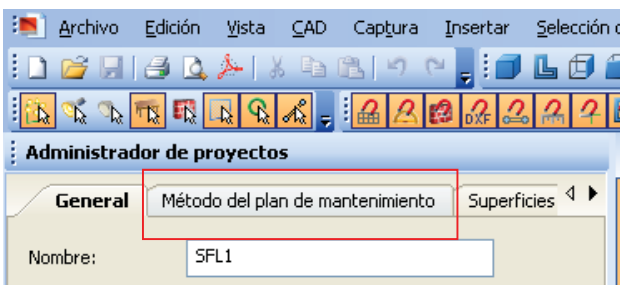 Archivo Edición Vista CAD Captura Insertar Selección
DXF
Administrador de proyectos
General Método del plan de mantenimiento Superficies
Nombre: SFL1